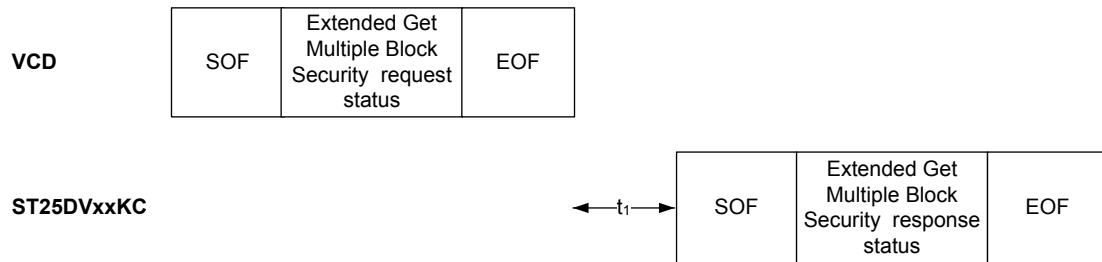 VCD
SOF
Extended Get
Multiple Block
Security request
status
EOF
ST25DVxxKC
t1
SOF
Extended Get
Multiple Block
Security response
status
EOF